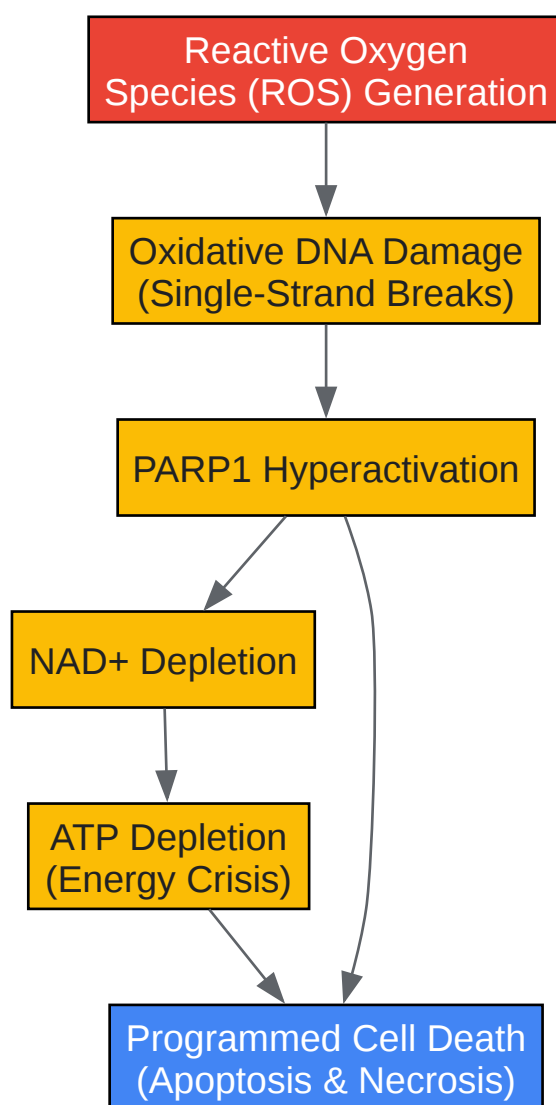 Reactive Oxygen
Species (ROS) Generation
Oxidative DNA Damage
(Single-Strand Breaks)
PARP1 Hyperactivation
NAD+ Depletion
ATP Depletion
(Energy Crisis)
Programmed Cell Death
(Apoptosis & Necrosis)